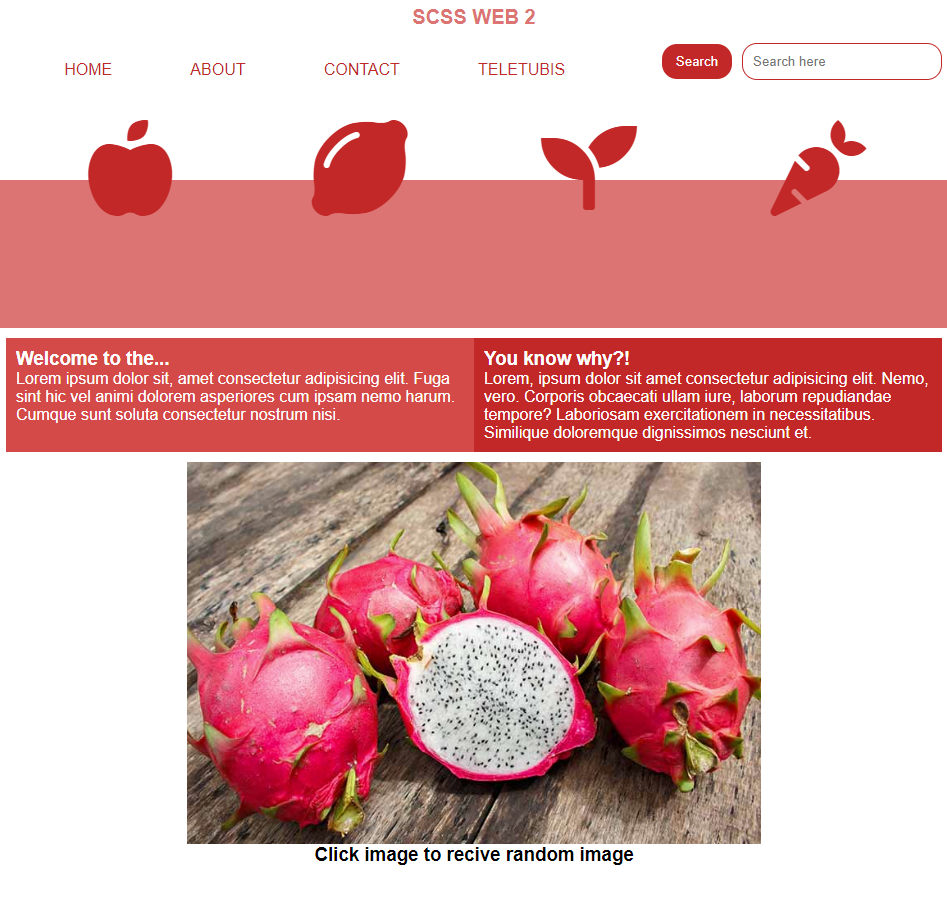 SCSS WEB 2
HOME ABOUT CONTACT TELETUBIS Search Search here
Welcome to the...
Lorem ipsum dolor sit, amet consectetur adipisicing elit. Fuga
sint hic vel animi dolorem asperiores cum ipsam nemo harum.
Cumque sunt soluta consectetur nostrum nisi.
You know why?!
Lorem, ipsum dolor sit amet consectetur adipisicing elit. Nemo,
vero. Corporis obcaecati ullam iure, laborum repudiandae
tempore? Laboriosam exercitationem in necessitatibus.
Similique doloremque dignissimos nesciunt et.
Click image to recive random image